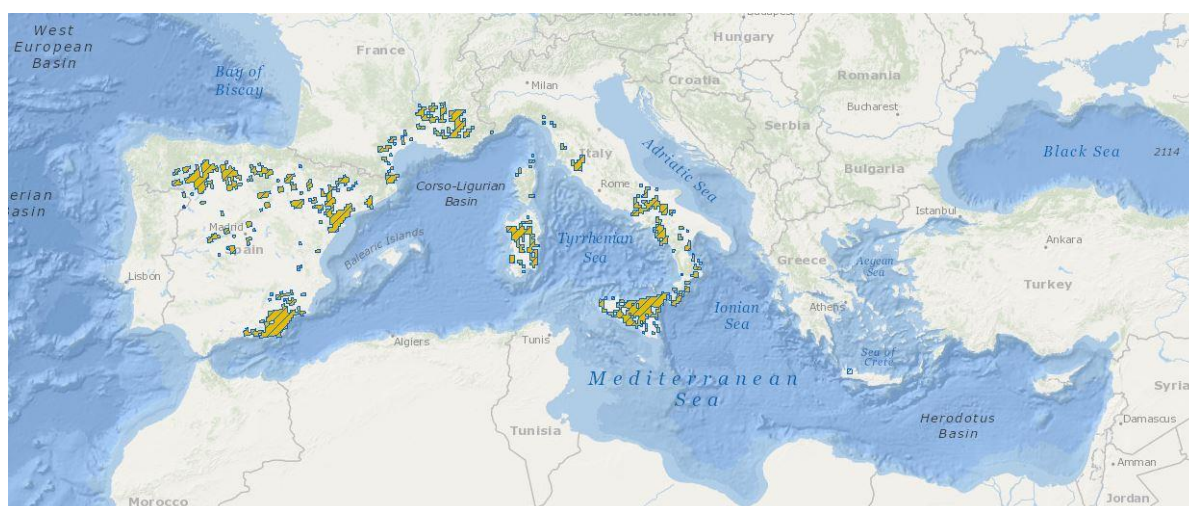 West
European
Basin
France
Bay of
Biscay
Hungary
Milan
Croatia
Romania
Bucharest
Serbia
Italy
Adriatic Sea
Bulgaria
Black Sea
2114
erian
Basin
Corso-Ligurian
Basin
Rome
Istanbul
Madrid
Balearic Islands
Tyrrhenian
Sea
Ankara
Greece
Aegean
Sea
Turkey
Lisbon
Ionian
Sea
Athens
Algiers
Tunis
Sea of
Crete
Mediterranean
Sea
Syria
Herodotus
Basin
Damascus
Tunisia
Amman
Morocco
Jordan